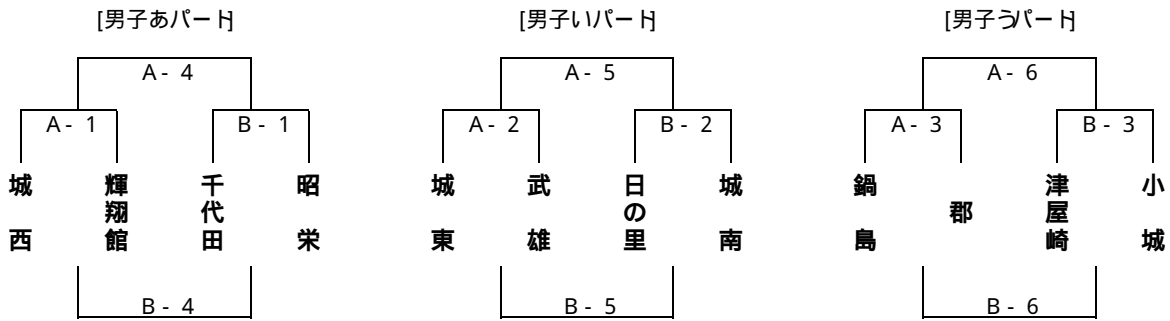 [男子あパート]
[男子いパート]
[男子うパート]
A - 4
A - 5
A - 6
A - 1
B - 1
A - 2
B - 2
A - 3
B - 3
城西
輝翔館
千代田
昭栄
城東
武雄
日の里
城南
鍋島
郡
津屋崎
小城
B - 4
B - 5
B - 6